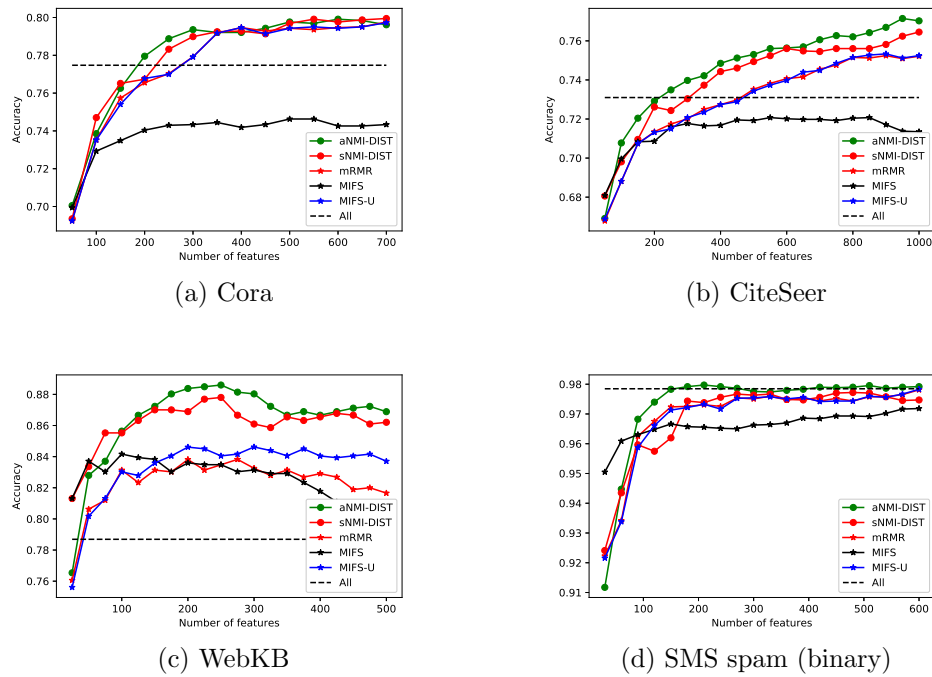 0.80
0.78
0.76
0.74
0.72
0.70
Accuracy
100 200 300 400 500 600 700
Number of features
aNMI-DIST
sNMI-DIST
mRMR
MIFS
MIFS-U
All
(a) Cora
0.76
0.74
0.72
0.70
0.68
Accuracy
200 400 600 800 1000
Number of features
aNMI-DIST
sNMI-DIST
mRMR
MIFS
MIFS-U
All
(b) CiteSeer
0.88
0.86
0.84
0.82
0.80
0.78
0.76
Accuracy
0 100 200 300 400 500
Number of features
aNMI-DIST
sNMI-DIST
mRMR
MIFS
MIFS-U
All
(c) WebKB
0.98
0.97
0.96
0.95
0.94
0.93
0.92
0.91
Accuracy
100 200 300 400 500 600
Number of features
aNMI-DIST
sNMI-DIST
mRMR
MIFS
MIFS-U
All
(d) SMS spam (binary)